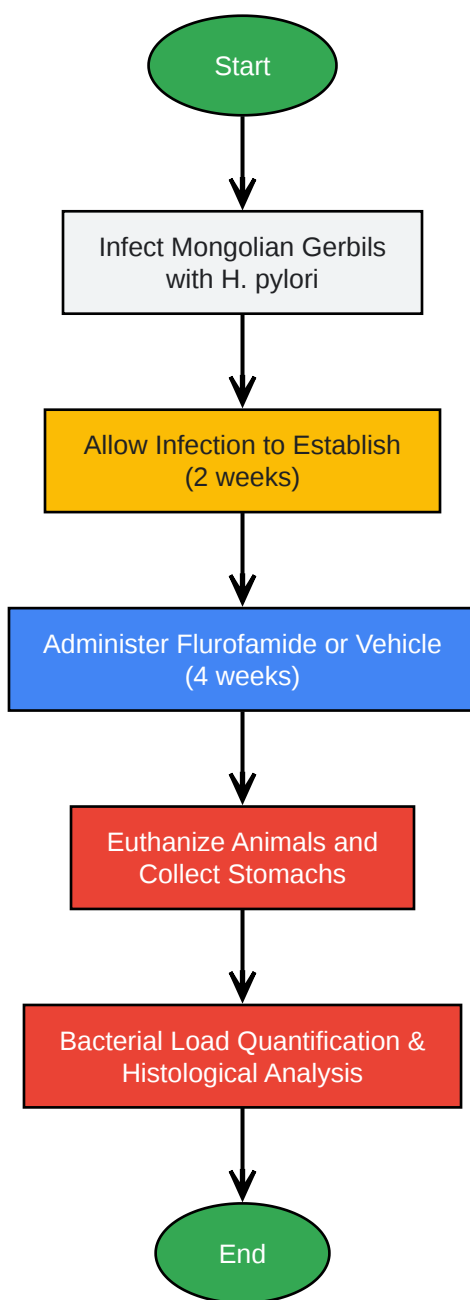 Start
Infect Mongolian Gerbils
with H. pylori
Allow Infection to Establish
(2 weeks)
Administer Flurofamide or Vehicle
(4 weeks)
Euthanize Animals and
Collect Stomachs
Bacterial Load Quantification &
Histological Analysis
End